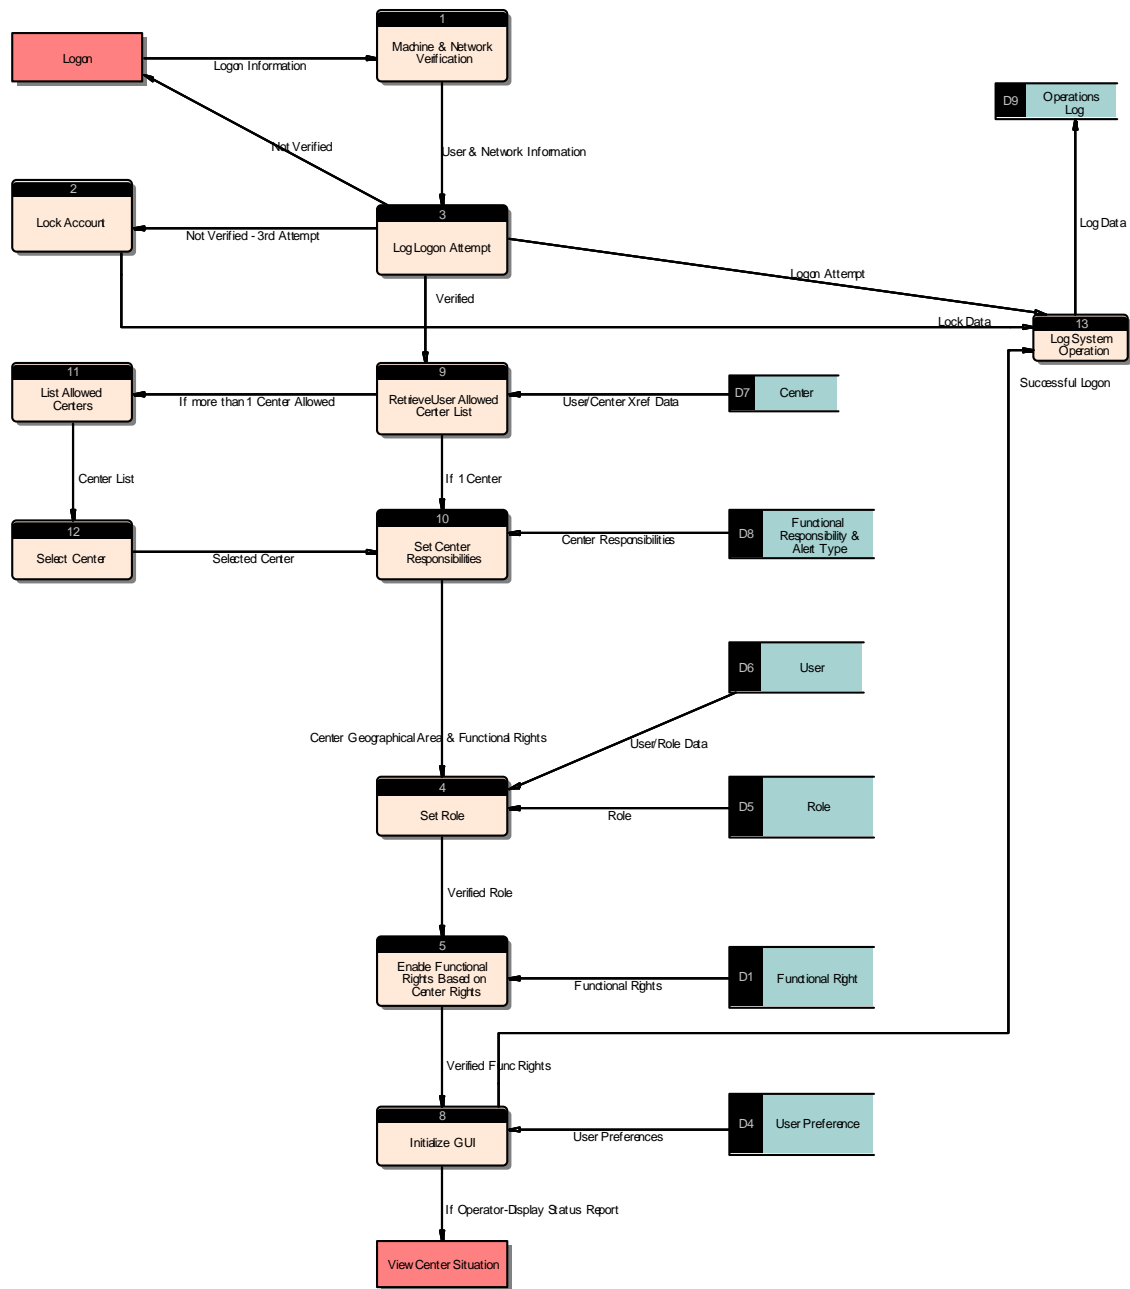 1
Machine & Network
Verification
Logon
Logon Information
D9
Operations
Log
Not Verified
User & Network Information
2
Lock Account
Not Verified - 3rd Attempt
3
Log Logon Attempt
Log Data
Logon Attempt
Verified
Lock Data
13
Log System
Operation
Successful Logon
11
List Allowed
Centers
If more than 1 Center Allowed
9
RetrieveUser Allowed
Center List
User/Center Xref Data
D7
Center
Center List
If 1 Center
12
Select Center
Selected Center
10
Set Center
Responsibilities
Center Responsibilities
D8
Functional
Responsibility &
Alert Type
D6
User
Center Geographical Area & Functional Rights
User/Role Data
4
Set Role
Role
D5
Role
Verified Role
5
Enable Functional
Rights Based on
Center Rights
Functional Rights
D1
Functional Right
Verified Func Rights
8
Initialize GUI
User Preferences
D4
User Preference
If Operator-Display Status Report
View Center Situation